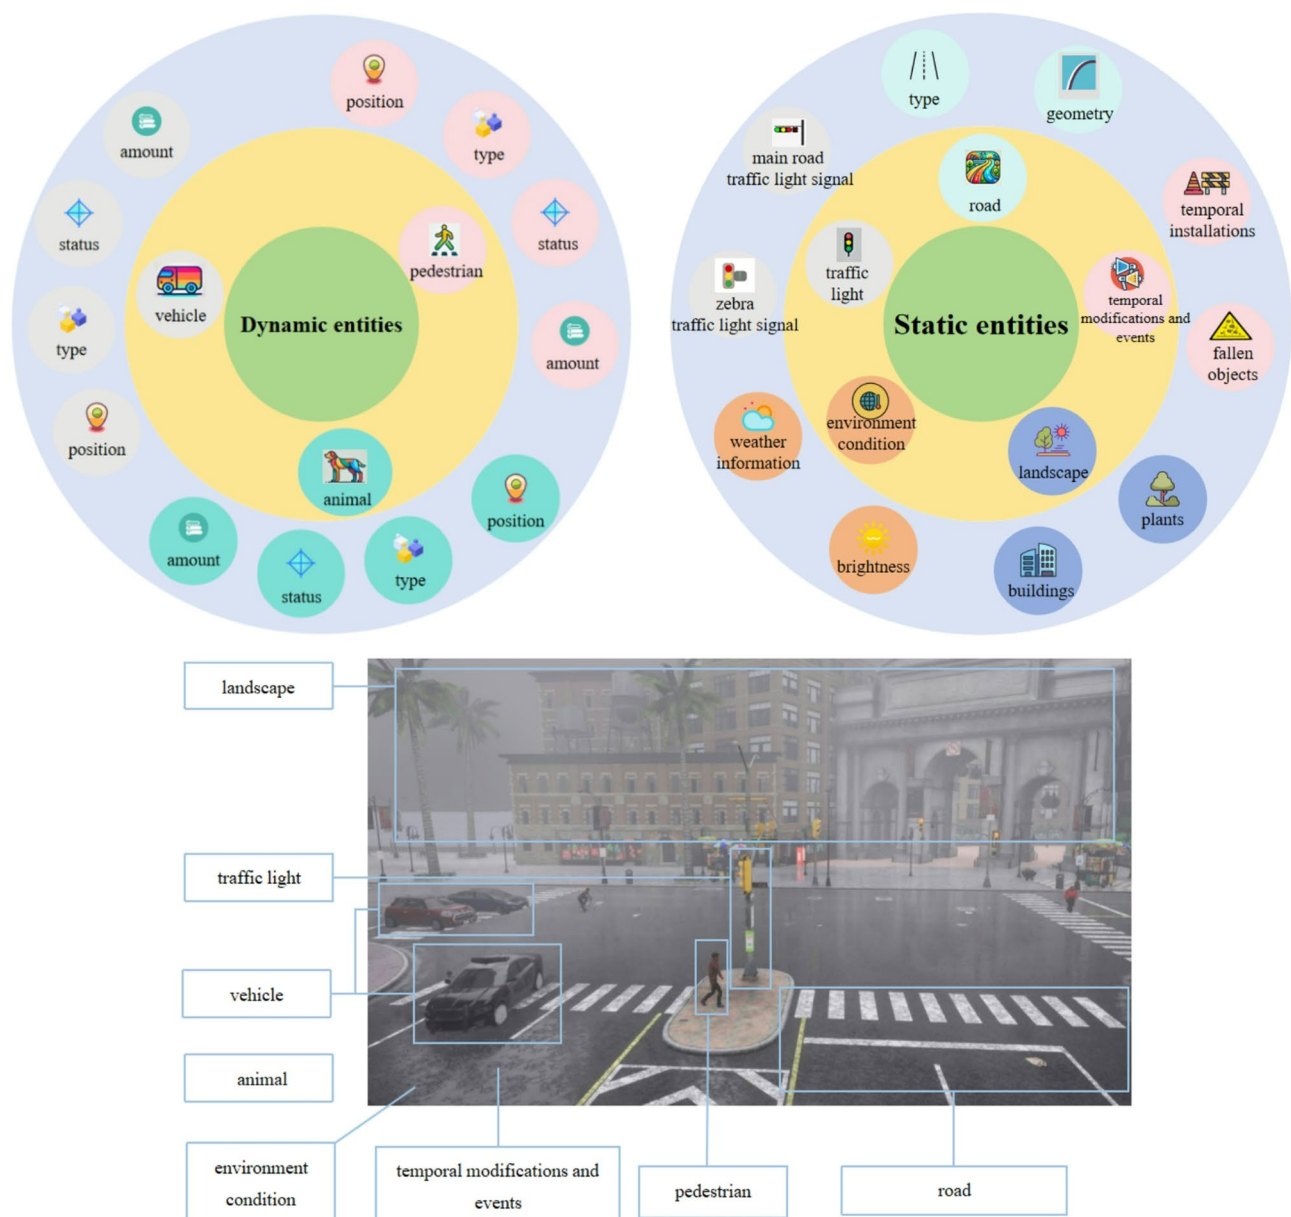 position
amount
type
status
status
pedestrian
vehicle
Dynamic entities
type
amount
position
animal
position
amount
status
type
type
geometry
main road
traffic light signal
road
temporal
installations
traffic
light
zebra
traffic light signal
Static entities
temporal
modifications and
events
fallen
objects
weather
information
environment
condition
landscape
plants
brightness
buildings
landscape
traffic light
vehicle
animal
environment
condition
temporal modifications and
events
pedestrian
road